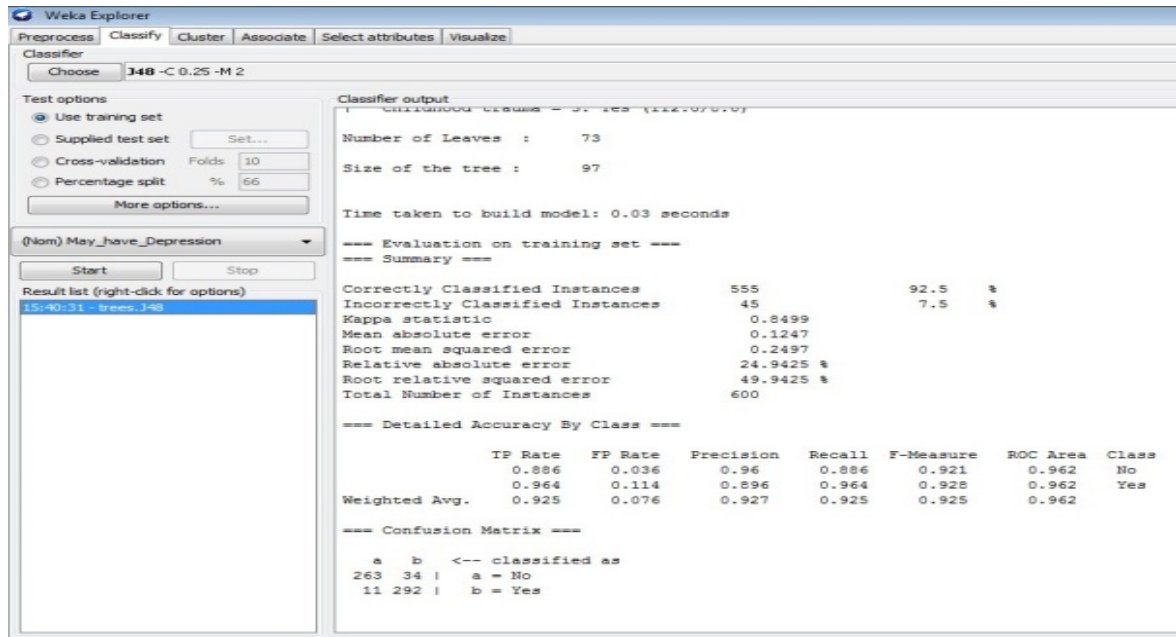 Weka Explorer
Preprocess Classify Cluster Associate Select attributes Visualize
Classifier
Choose J48 -C 0.25 -M 2
Test options
Use training set
Supplied test set Set...
Cross-validation Folds 10
Percentage split % 66
More options...
(Nom) May_have_Depression
Start Stop
Result list (right-click for options)
15:40:31 - trees.J48
Classifier output
Number of Leaves : 73
Size of the tree : 97
Time taken to build model: 0.03 seconds
=== Evaluation on training set ===
=== Summary ===
Correctly Classified Instances 555 92.5 %
Incorrectly Classified Instances 45 7.5 %
Kappa statistic 0.8499
Mean absolute error 0.1247
Root mean squared error 0.2497
Relative absolute error 24.9425 %
Root relative squared error 49.9425 %
Total Number of Instances 600
=== Detailed Accuracy By Class ===
TP Rate FP Rate Precision Recall F-Measure ROC Area Class
0.886 0.036 0.96 0.886 0.921 0.962 No
0.964 0.114 0.896 0.964 0.928 0.962 Yes
Weighted Avg. 0.925 0.076 0.927 0.925 0.925 0.962
=== Confusion Matrix ===
a b <-- classified as
263 34 | a = No
11 292 | b = Yes